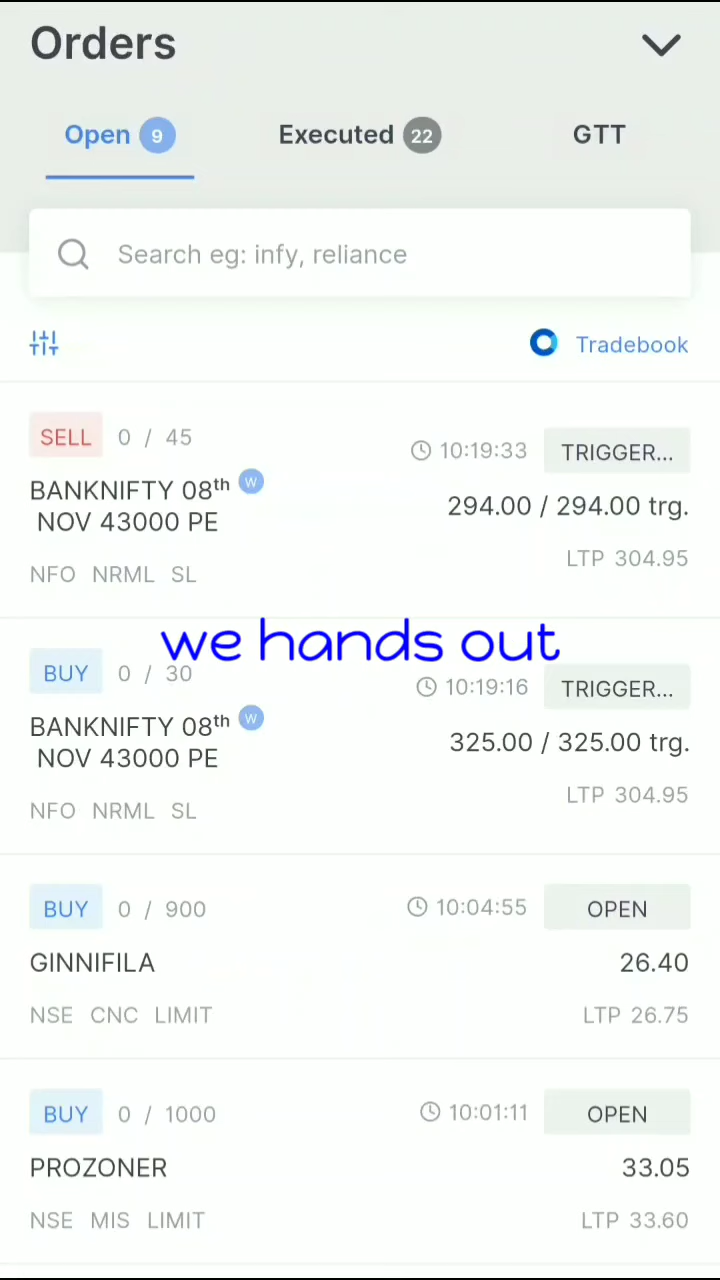 Orders
Open 9 Executed 22 GTT
Search eg: infy, reliance
Tradebook
SELL 0 / 45 10:19:33 TRIGGER...
BANKNIFTY 08th W
NOV 43000 PE
294.00 / 294.00 trg.
NFO NRML SL LTP 304.95
we hands out
BUY 0 / 30 10:19:16 TRIGGER...
BANKNIFTY 08th W
NOV 43000 PE
325.00 / 325.00 trg.
NFO NRML SL LTP 304.95
BUY 0 / 900 10:04:55 OPEN
GINNIFILA 26.40
NSE CNC LIMIT LTP 26.75
BUY 0 / 1000 10:01:11 OPEN
PROZONER 33.05
NSE MIS LIMIT LTP 33.60